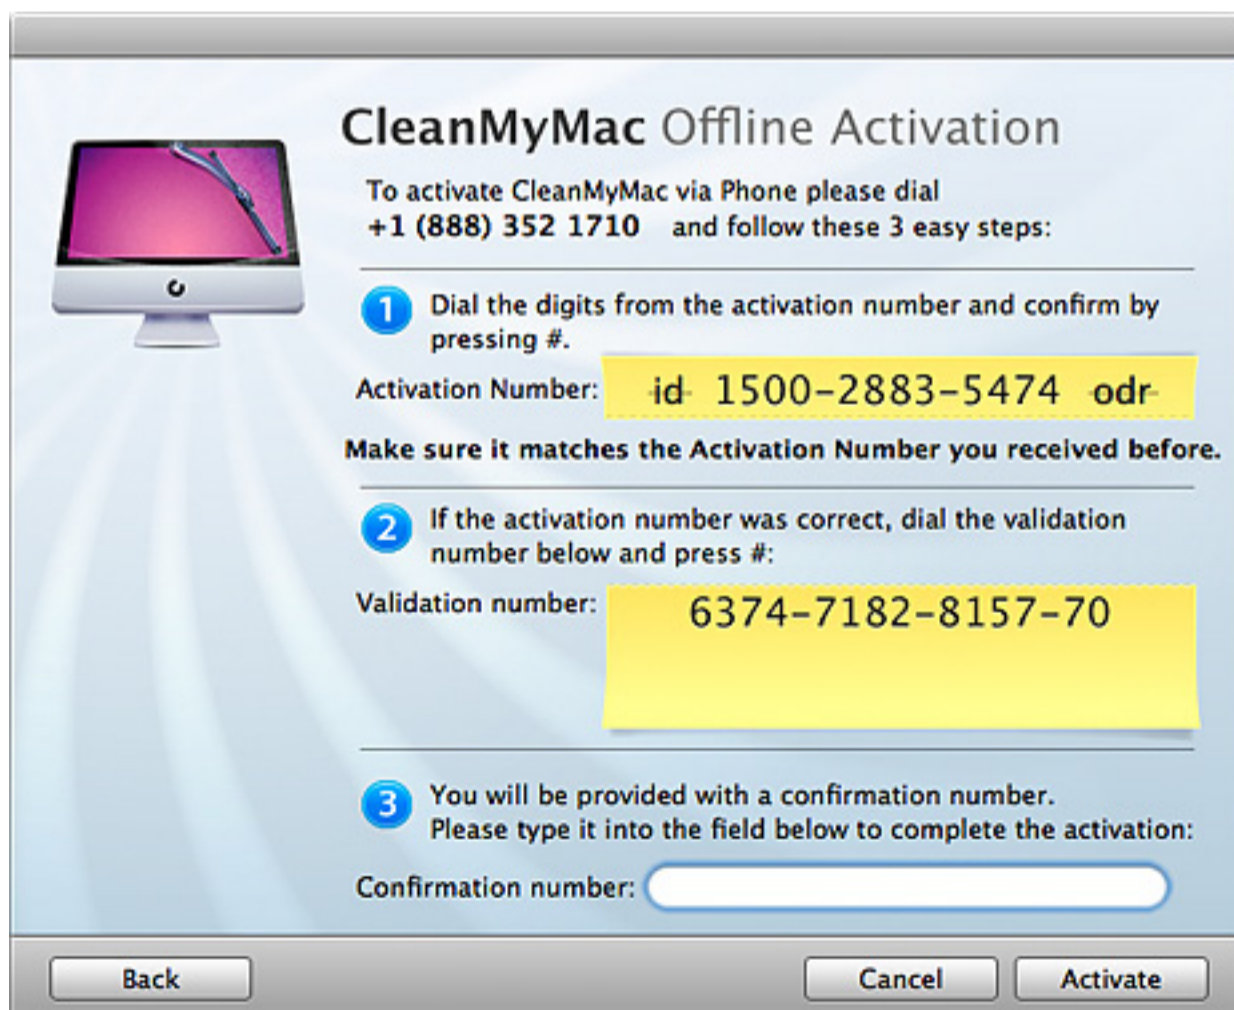 CleanMyMac Offline Activation
To activate CleanMyMac via Phone please dial
+1 (888) 352 1710 and follow these 3 easy steps:
1 Dial the digits from the activation number and confirm by
pressing #.
Activation Number: id 1500-2883-5474 odr
Make sure it matches the Activation Number you received before.
2 If the activation number was correct, dial the validation
number below and press #:
Validation number: 6374-7182-8157-70
3 You will be provided with a confirmation number.
Please type it into the field below to complete the activation:
Confirmation number:
Back Cancel Activate